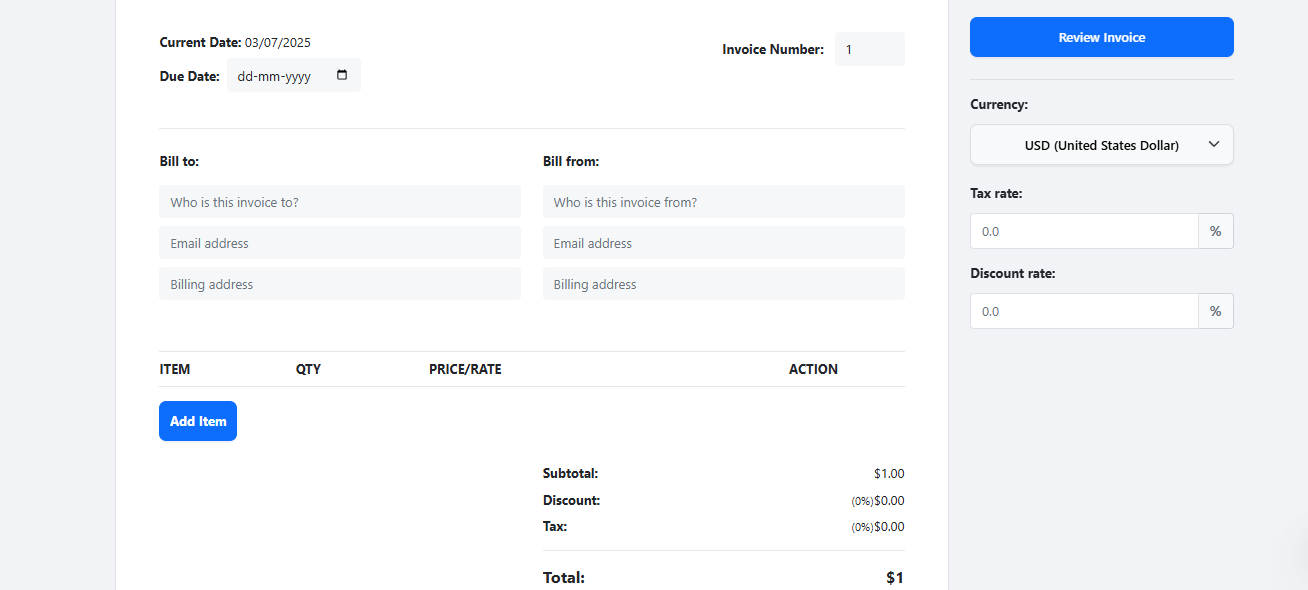 Current Date: 03/07/2025
Invoice Number: 1
Due Date: dd-mm-yyyy
Bill to:
Bill from:
Who is this invoice to?
Who is this invoice from?
Email address
Email address
Billing address
Billing address
ITEM QTY PRICE/RATE ACTION
Add Item
Subtotal: $1.00
Discount: (0%)$0.00
Tax: (0%)$0.00
Total: $1
Review Invoice
Currency:
USD (United States Dollar)
Tax rate:
0.0 %
Discount rate:
0.0 %